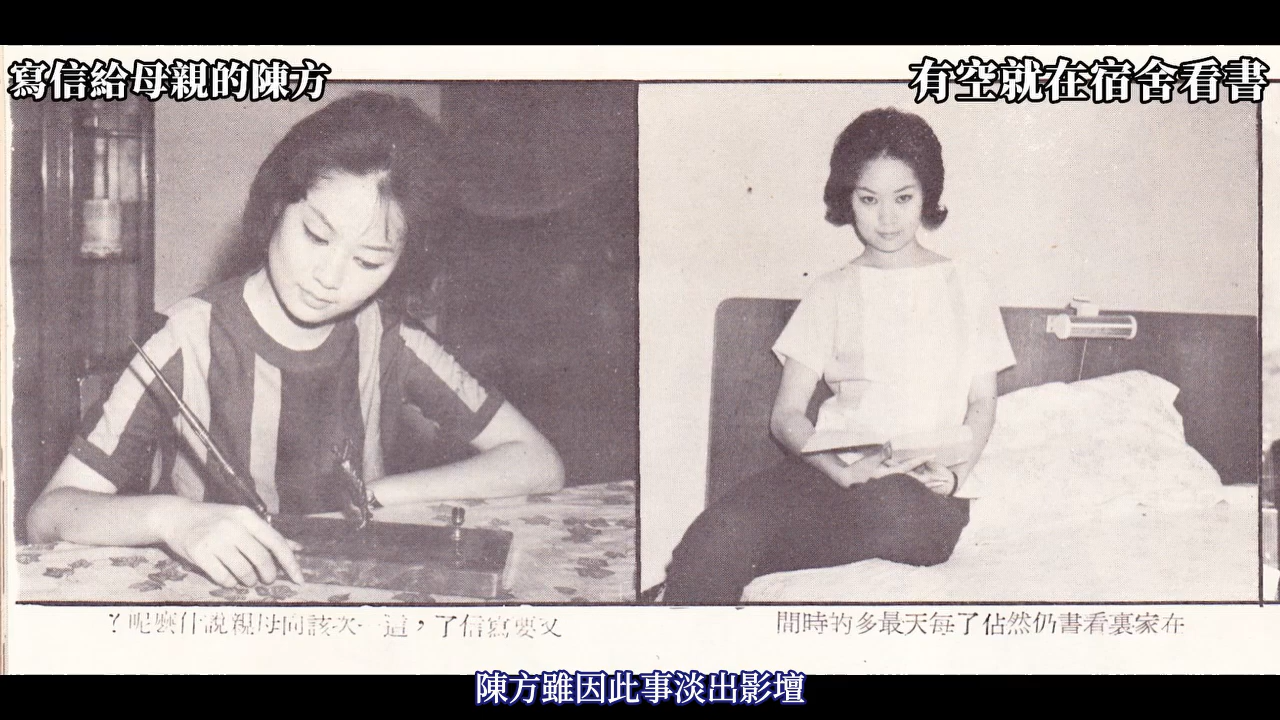 寫信給母親的陳方
有空就在宿舍看書
？呢麼什說親母向該次一這，了信寫要又
間時的多最天每了佔然仍書看裏家在
陳方雖因此事淡出影壇